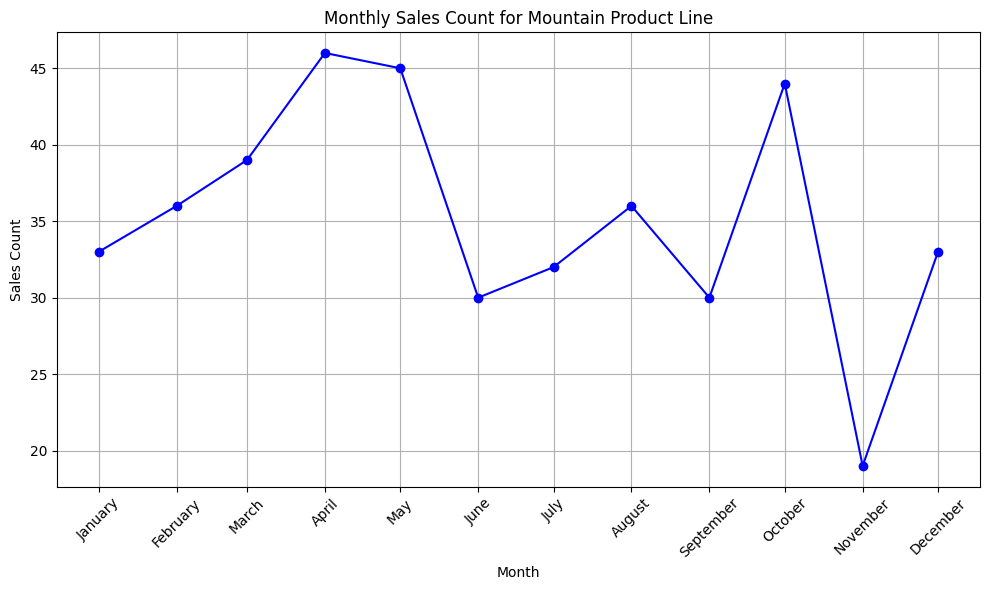 Monthly Sales Count for Mountain Product Line
Sales Count
45
40
35
30
25
20
January
February
March
April
May
June
July
August
September
October
November
December
Month